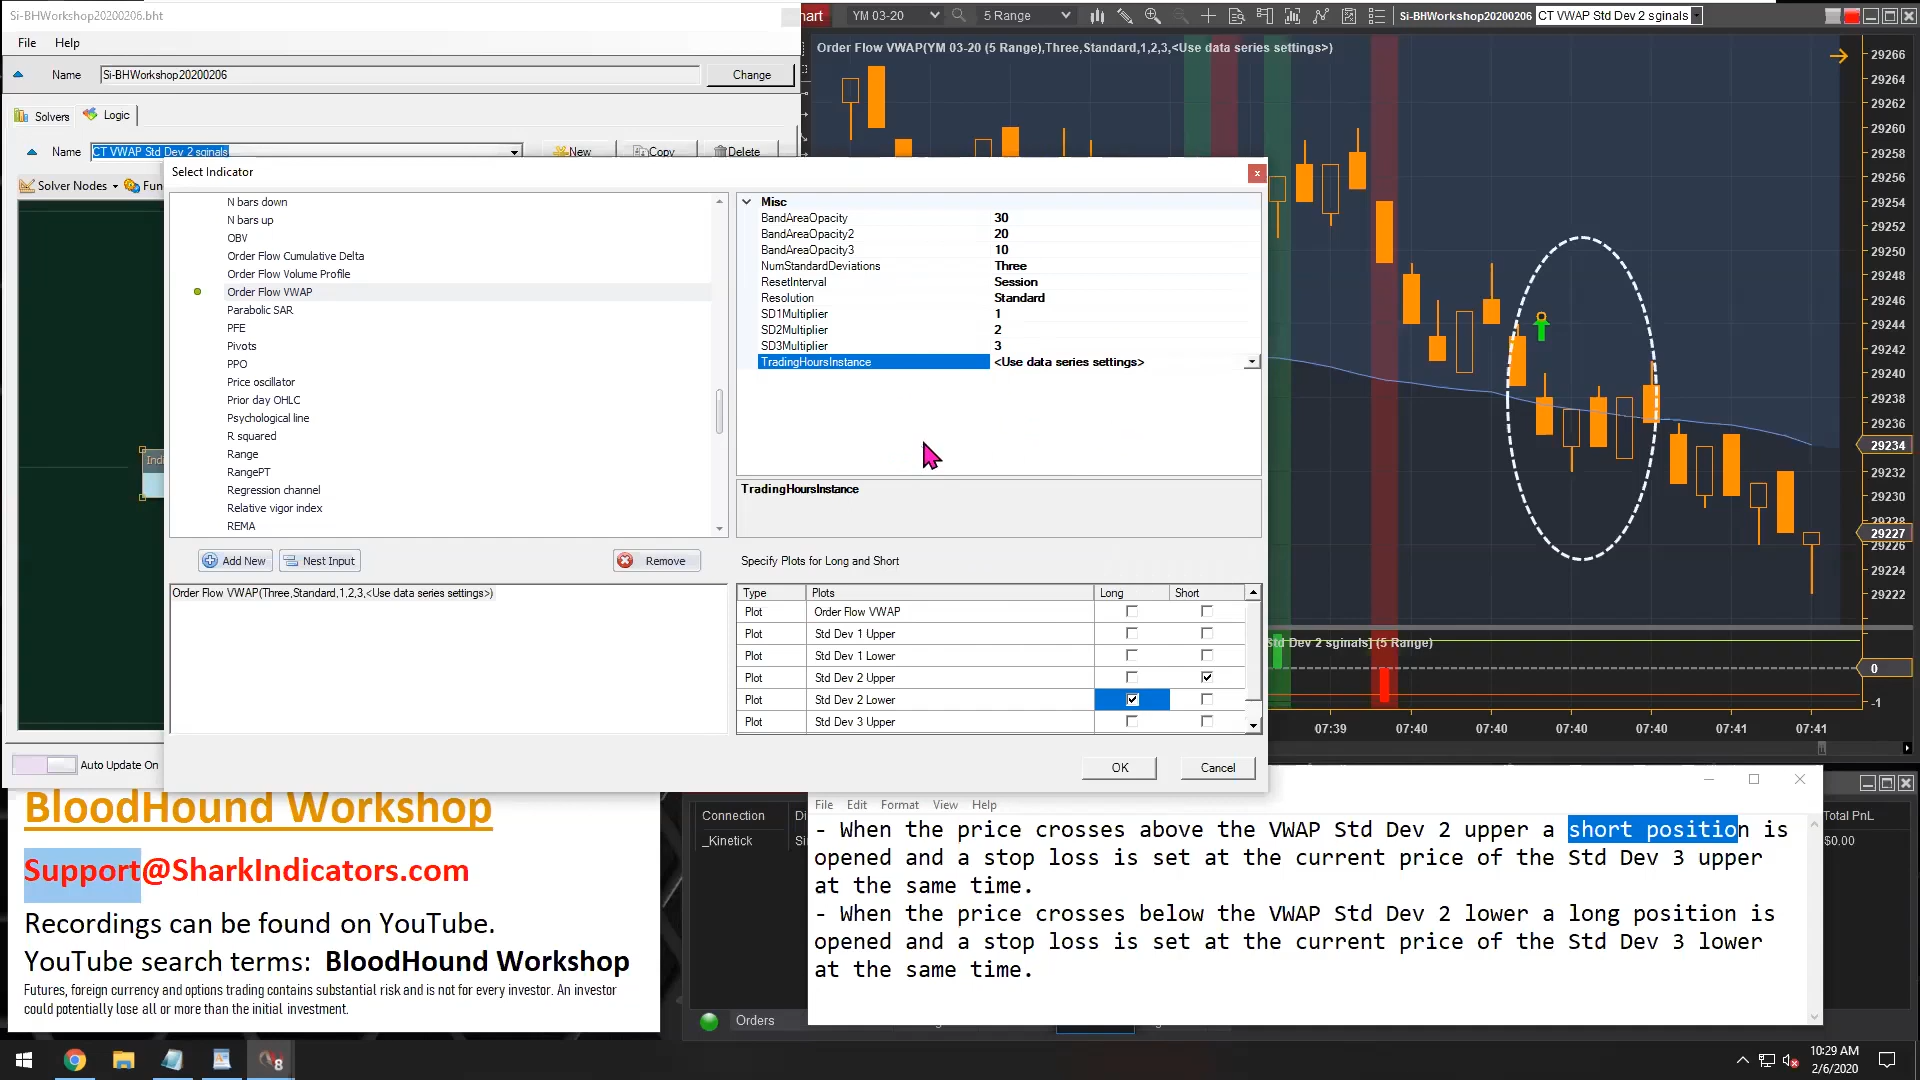 Si-BHWorkshop20200206.bht
File Help
Name Si-BHWorkshop20200206 Change
Solvers Logic
Name CT VWAP Std Dev 2 sginals New Copy Delete
Solver Nodes Fun
hart YM 03-20 5 Range Si-BHWorkshop20200206 CT VWAP Std Dev 2 sginals
Order Flow VWAP(YM 03-20 (5 Range),Three,Standard,1,2,3,<Use data series settings>)
Select Indicator
N bars down
N bars up
OBV
Order Flow Cumulative Delta
Order Flow Volume Profile
Order Flow VWAP
Parabolic SAR
PFE
Pivots
PPO
Price oscillator
Prior day OHLC
Psychological line
R squared
Range
RangePT
Regression channel
Relative vigor index
REMA
Misc
BandAreaOpacity 30
BandAreaOpacity2 20
BandAreaOpacity3 10
NumStandardDeviations Three
ResetInterval Session
Resolution Standard
SD1Multiplier 1
SD2Multiplier 2
SD3Multiplier 3
TradingHoursInstance <Use data series settings>
TradingHoursInstance
Add New Nest Input Remove
Specify Plots for Long and Short
Order Flow VWAP(Three,Standard,1,2,3,<Use data series settings>)
Type Plots Long Short
Plot Order Flow VWAP
Plot Std Dev 1 Upper
Plot Std Dev 1 Lower
Plot Std Dev 2 Upper
Plot Std Dev 2 Lower
Plot Std Dev 3 Upper
OK Cancel
Indi
Auto Update On
29266
29264
29262
29260
29258
29256
29254
29252
29250
29248
29246
29244
29242
29240
29238
29236
29234
29232
29230
29228
29227
29226
29224
29222
Std Dev 2 sginals] (5 Range)
0
-1
07:39 07:40 07:40 07:40 07:40 07:41 07:41
BloodHound Workshop
Support@SharkIndicators.com
Recordings can be found on YouTube.
YouTube search terms: BloodHound Workshop
Futures, foreign currency and options trading contains substantial risk and is not for every investor. An investor
could potentially lose all or more than the initial investment.
Connection Di
_Kinetick Si
Orders
Total PnL
$0.00
File Edit Format View Help
- When the price crosses above the VWAP Std Dev 2 upper a short position is
opened and a stop loss is set at the current price of the Std Dev 3 upper
at the same time.
- When the price crosses below the VWAP Std Dev 2 lower a long position is
opened and a stop loss is set at the current price of the Std Dev 3 lower
at the same time.
8
10:29 AM
2/6/2020